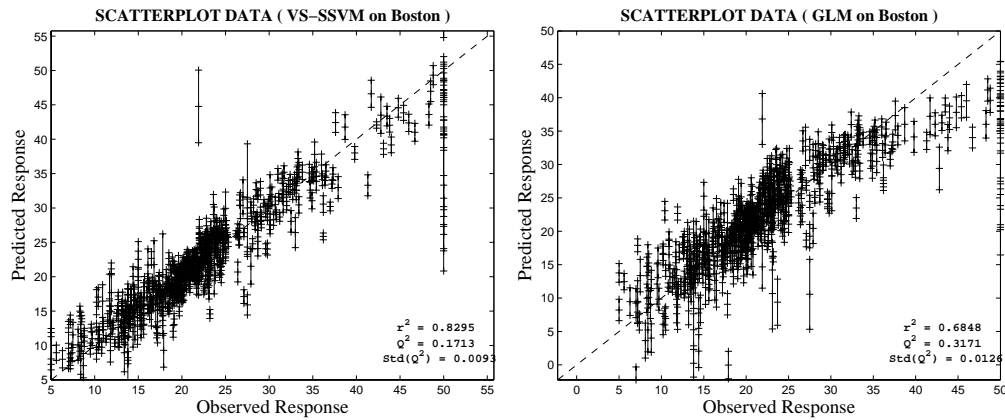 SCATTERPLOT DATA ( VS−SSVM on Boston )
55
50
45
40
35
30
25
20
15
10
5
Predicted Response
r² = 0.8295
Q² = 0.1713
Std(Q²) = 0.0093
5 10 15 20 25 30 35 40 45 50 55
Observed Response
SCATTERPLOT DATA ( GLM on Boston )
50
45
40
35
30
25
20
15
10
5
0
Predicted Response
r² = 0.6848
Q² = 0.3171
Std(Q²) = 0.0126
0 5 10 15 20 25 30 35 40 45 50
Observed Response